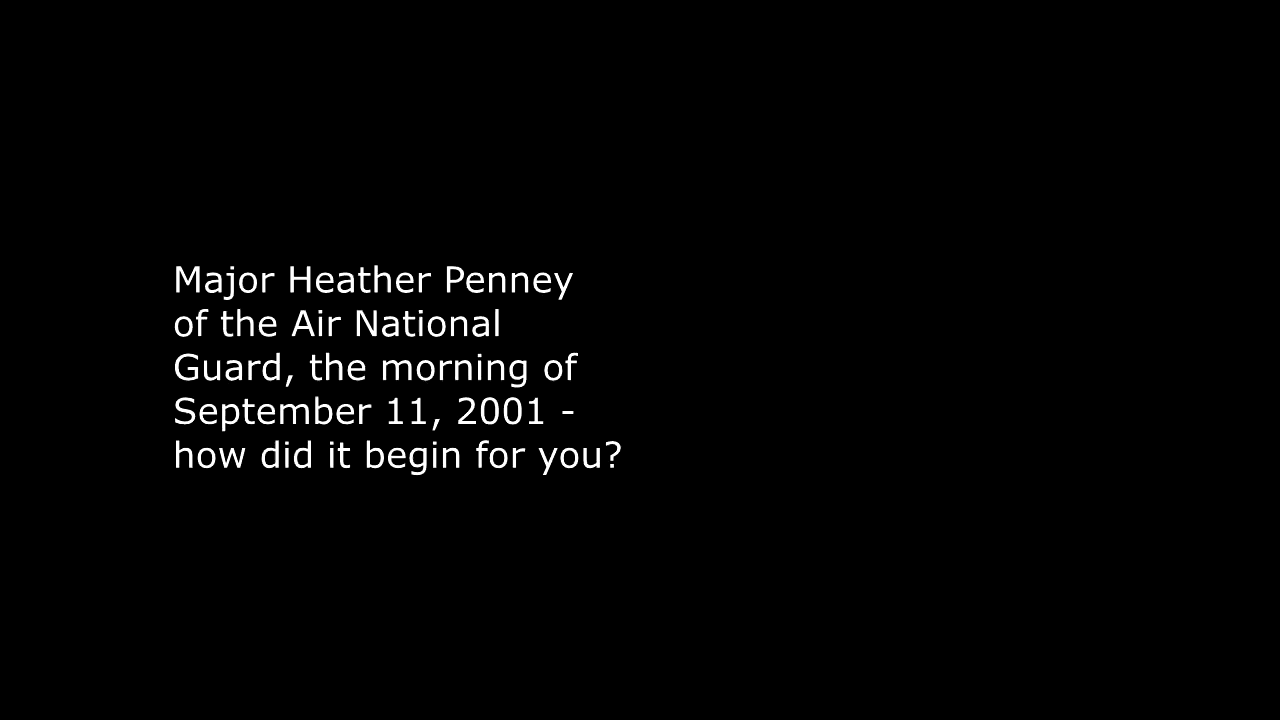 Major Heather Penney
of the Air National
Guard, the morning of
September 11, 2001 -
how did it begin for you?